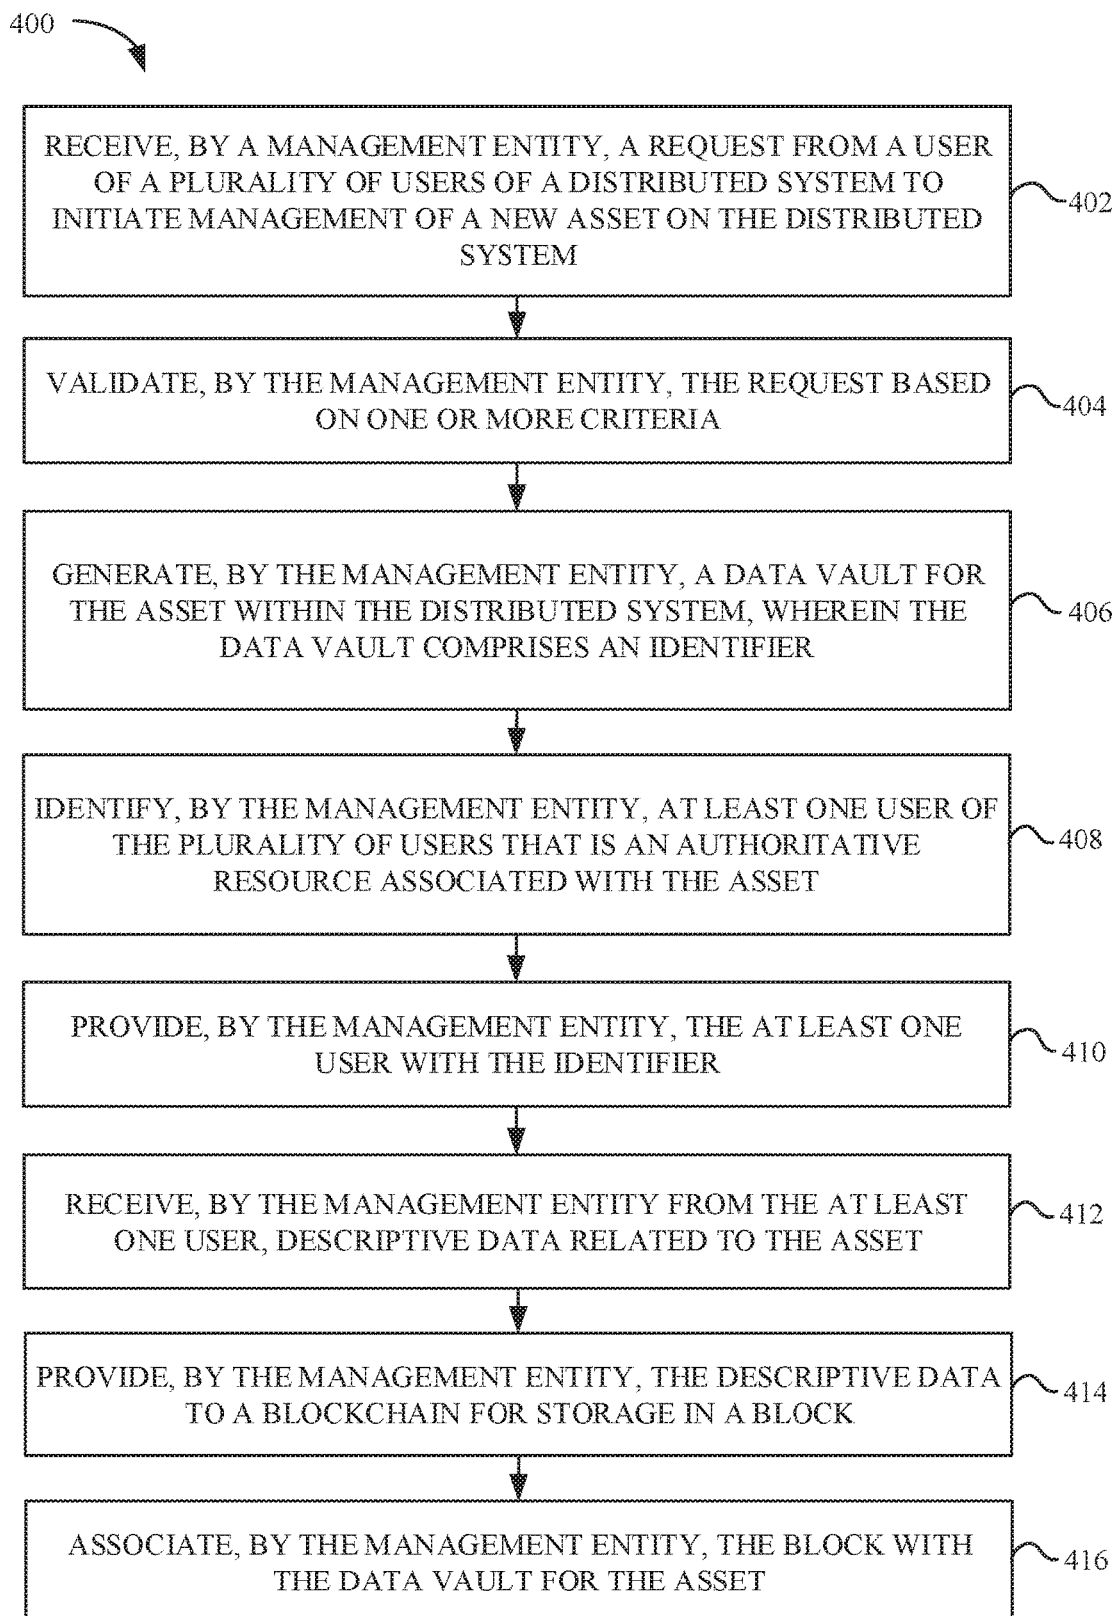 400
RECEIVE, BY A MANAGEMENT ENTITY, A REQUEST FROM A USER
OF A PLURALITY OF USERS OF A DISTRIBUTED SYSTEM TO
INITIATE MANAGEMENT OF A NEW ASSET ON THE DISTRIBUTED
SYSTEM
402
VALIDATE, BY THE MANAGEMENT ENTITY, THE REQUEST BASED
ON ONE OR MORE CRITERIA
404
GENERATE, BY THE MANAGEMENT ENTITY, A DATA VAULT FOR
THE ASSET WITHIN THE DISTRIBUTED SYSTEM, WHEREIN THE
DATA VAULT COMPRISES AN IDENTIFIER
406
IDENTIFY, BY THE MANAGEMENT ENTITY, AT LEAST ONE USER OF
THE PLURALITY OF USERS THAT IS AN AUTHORITATIVE
RESOURCE ASSOCIATED WITH THE ASSET
408
PROVIDE, BY THE MANAGEMENT ENTITY, THE AT LEAST ONE
USER WITH THE IDENTIFIER
410
RECEIVE, BY THE MANAGEMENT ENTITY FROM THE AT LEAST
ONE USER, DESCRIPTIVE DATA RELATED TO THE ASSET
412
PROVIDE, BY THE MANAGEMENT ENTITY, THE DESCRIPTIVE DATA
TO A BLOCKCHAIN FOR STORAGE IN A BLOCK
414
ASSOCIATE, BY THE MANAGEMENT ENTITY, THE BLOCK WITH
THE DATA VAULT FOR THE ASSET
416